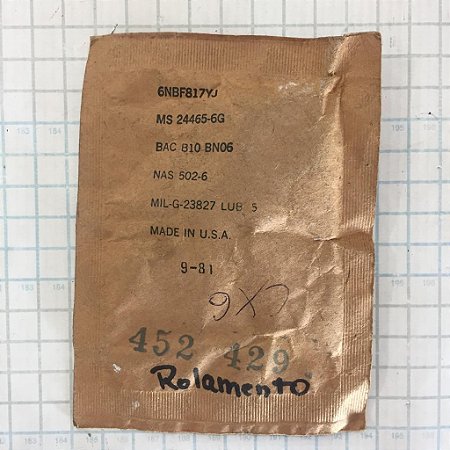 6NBF817YJ
MS 24465-6G
BAC B10 BN06
NAS 502-6
MIL-G-23827 LUB 5
MADE IN U.S.A.
9-81
452 429
Rolamento